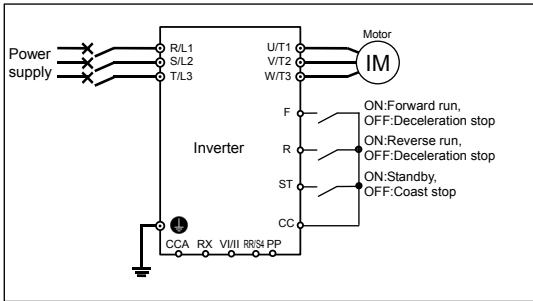 Power
supply
R/L1
S/L2
T/L3
U/T1
V/T2
W/T3
Motor
IM
Inverter
F
ON:Forward run,
OFF:Deceleration stop
R
ON:Reverse run,
OFF:Deceleration stop
ST
ON:Standby,
OFF:Coast stop
CC
CCA RX VI/II RR/S4 PP